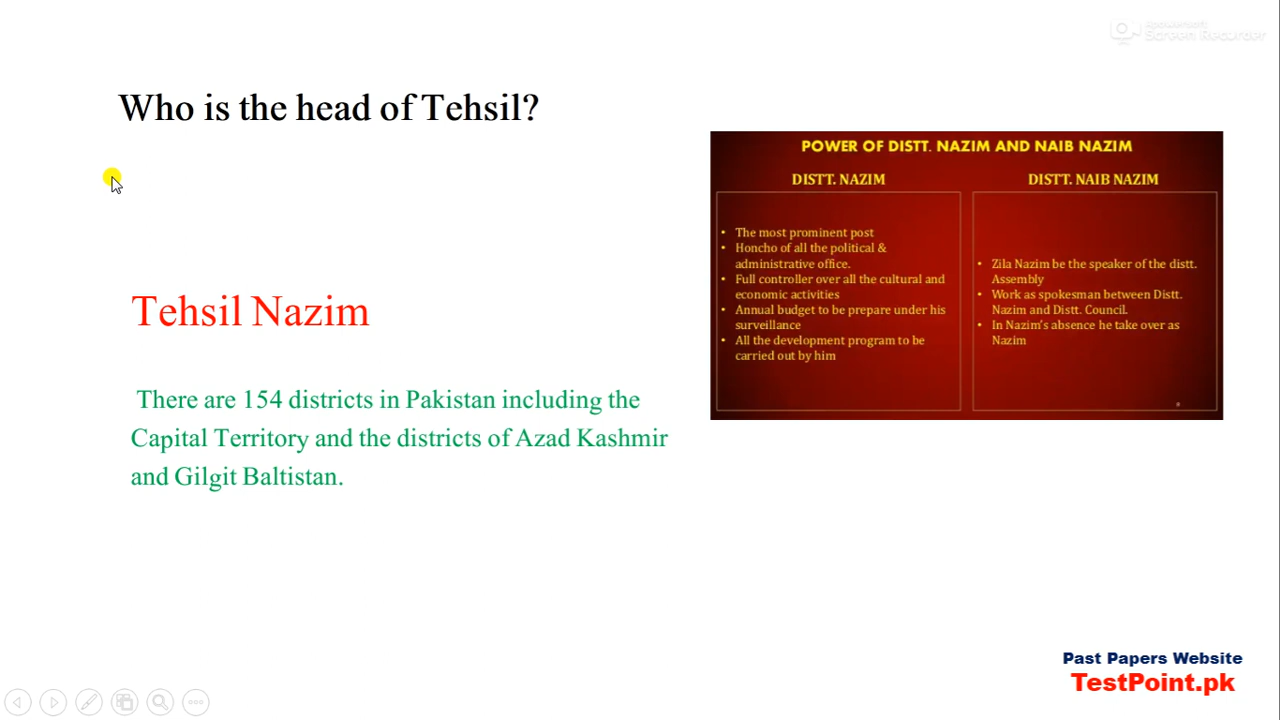 Apowersoft
Screen Recorder
Who is the head of Tehsil?
Tehsil Nazim
There are 154 districts in Pakistan including the
Capital Territory and the districts of Azad Kashmir
and Gilgit Baltistan.
POWER OF DISTT. NAZIM AND NAIB NAZIM
DISTT. NAZIM
• The most prominent post
• Honcho of all the political &
administrative office.
• Full controller over all the cultural and
economic activities
• Annual budget to be prepare under his
surveillance
• All the development program to be
carried out by him
DISTT. NAIB NAZIM
• Zila Nazim be the speaker of the distt.
Assembly
• Work as spokesman between Distt.
Nazim and Distt. Council.
• In Nazim's absence he take over as
Nazim
Past Papers Website
TestPoint.pk